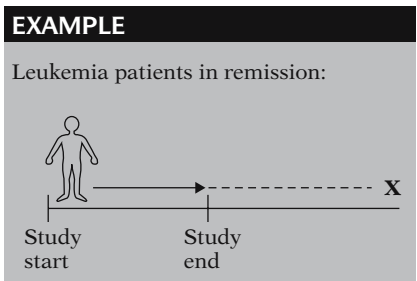 EXAMPLE
Leukemia patients in remission:
X
Study Study
start end